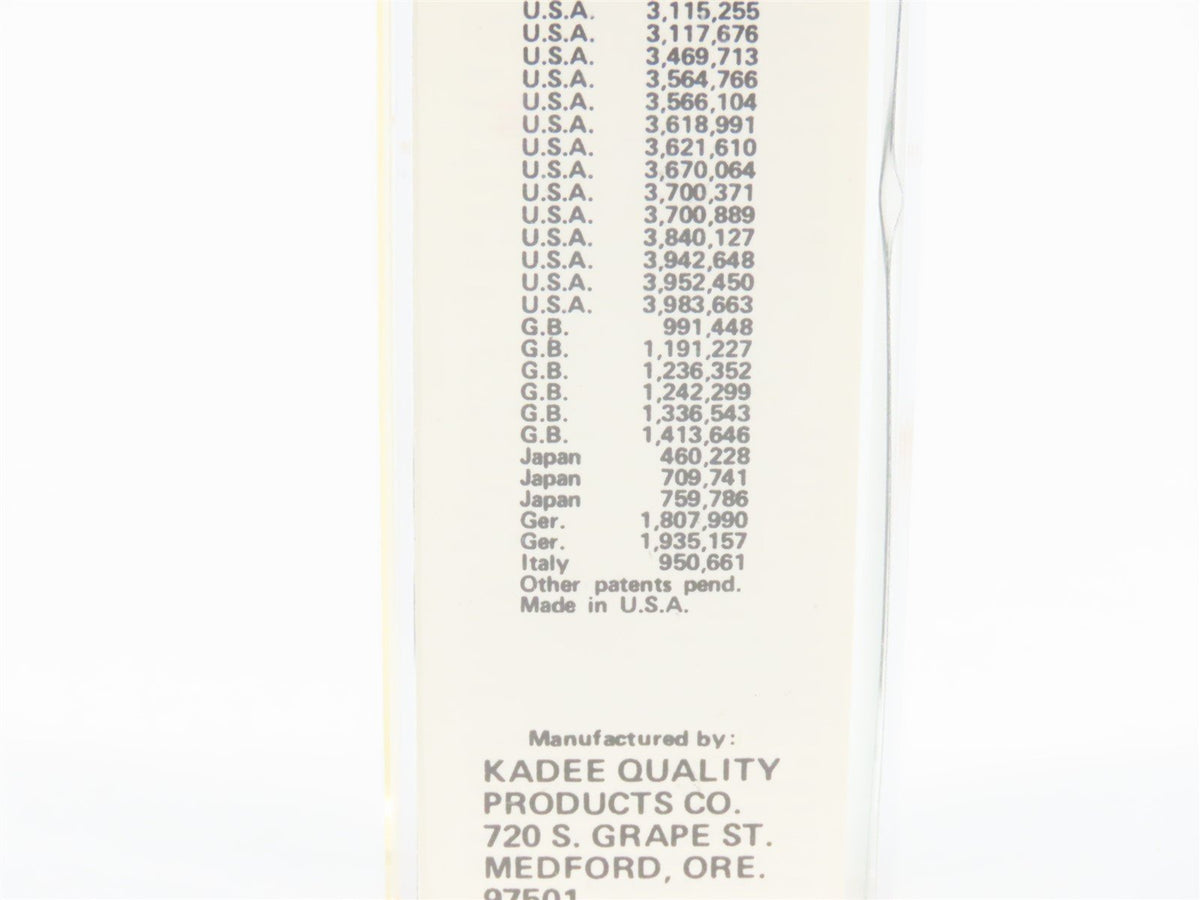 U.S.A. 3,115,255
U.S.A. 3,117,676
U.S.A. 3,469,713
U.S.A. 3,564,766
U.S.A. 3,566,104
U.S.A. 3,618,991
U.S.A. 3,621,610
U.S.A. 3,670,064
U.S.A. 3,700,371
U.S.A. 3,700,889
U.S.A. 3,840,127
U.S.A. 3,942,648
U.S.A. 3,952,450
U.S.A. 3,983,663
G.B. 991,448
G.B. 1,191,227
G.B. 1,236,352
G.B. 1,242,299
G.B. 1,336,543
G.B. 1,413,646
Japan 460,228
Japan 709,741
Japan 759,786
Ger. 1,807,990
Ger. 1,935,157
Italy 950,661
Other patents pend.
Made in U.S.A.
Manufactured by:
KADEE QUALITY
PRODUCTS CO.
720 S. GRAPE ST.
MEDFORD, ORE.
97501